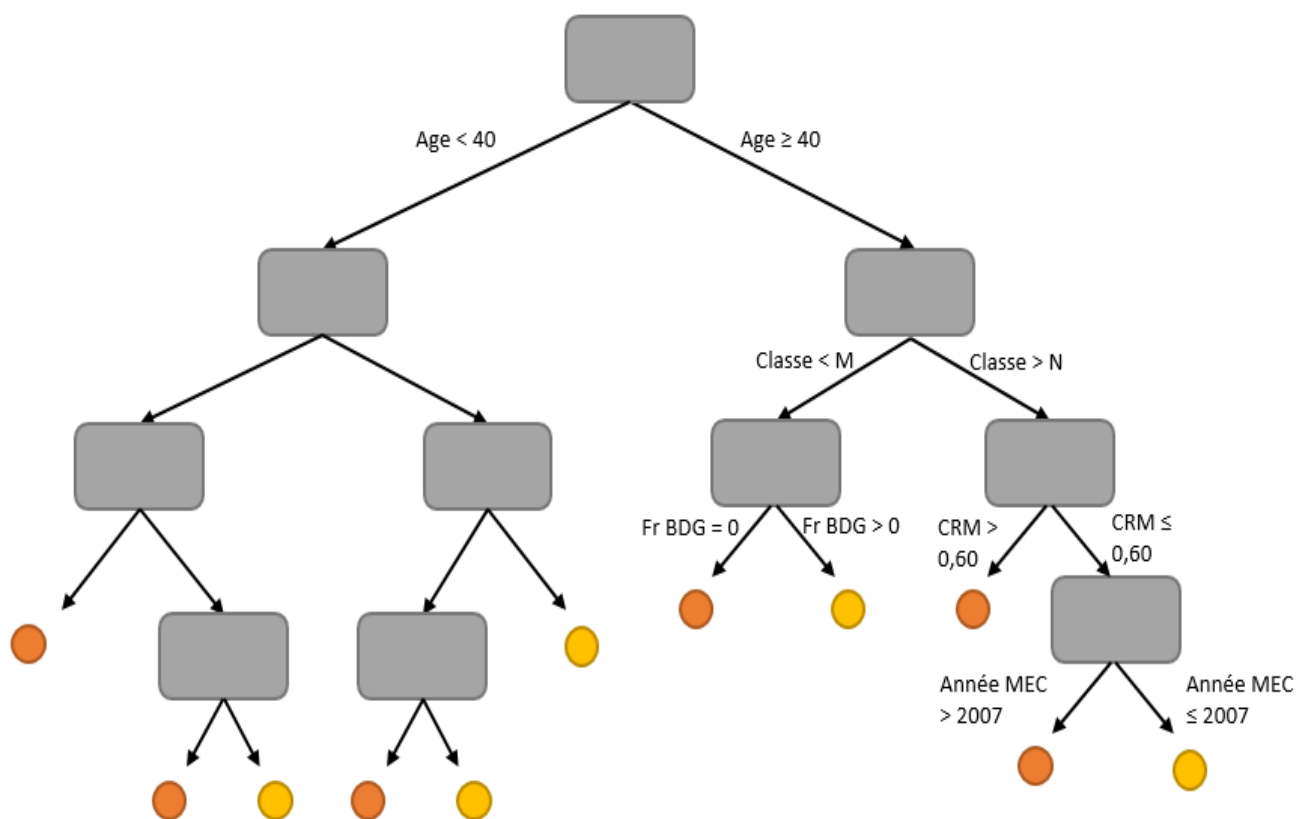 Age < 40
Age ≥ 40
Classe < M
Classe > N
Fr BDG = 0
Fr BDG > 0
CRM >
0,60
CRM ≤
0,60
Année MEC
> 2007
Année MEC
≤ 2007